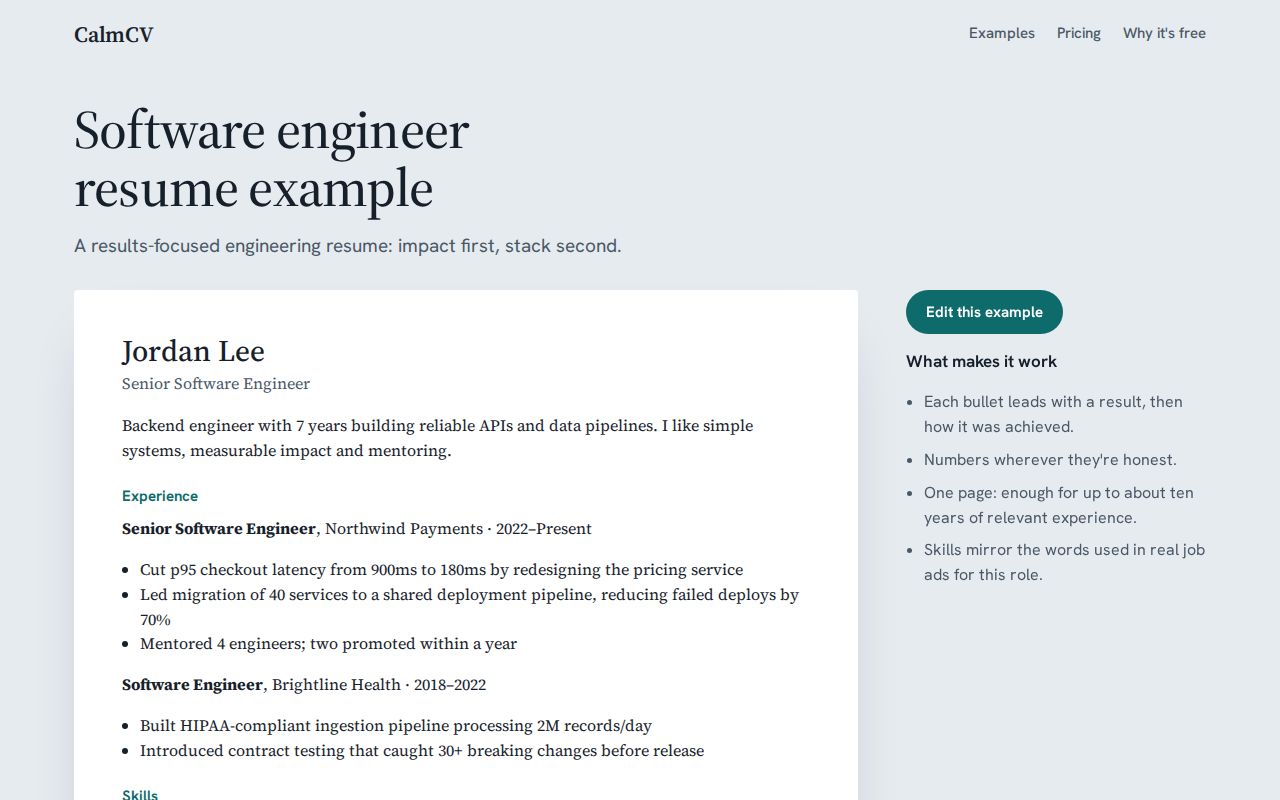 CalmCV
Examples Pricing Why it's free
Software engineer
resume example
A results-focused engineering resume: impact first, stack second.
Jordan Lee
Senior Software Engineer
Backend engineer with 7 years building reliable APIs and data pipelines. I like simple
systems, measurable impact and mentoring.
Experience
Senior Software Engineer, Northwind Payments · 2022–Present
• Cut p95 checkout latency from 900ms to 180ms by redesigning the pricing service
• Led migration of 40 services to a shared deployment pipeline, reducing failed deploys by
70%
• Mentored 4 engineers; two promoted within a year
Software Engineer, Brightline Health · 2018–2022
• Built HIPAA-compliant ingestion pipeline processing 2M records/day
• Introduced contract testing that caught 30+ breaking changes before release
Skills
Edit this example
What makes it work
• Each bullet leads with a result, then
how it was achieved.
• Numbers wherever they're honest.
• One page: enough for up to about ten
years of relevant experience.
• Skills mirror the words used in real job
ads for this role.